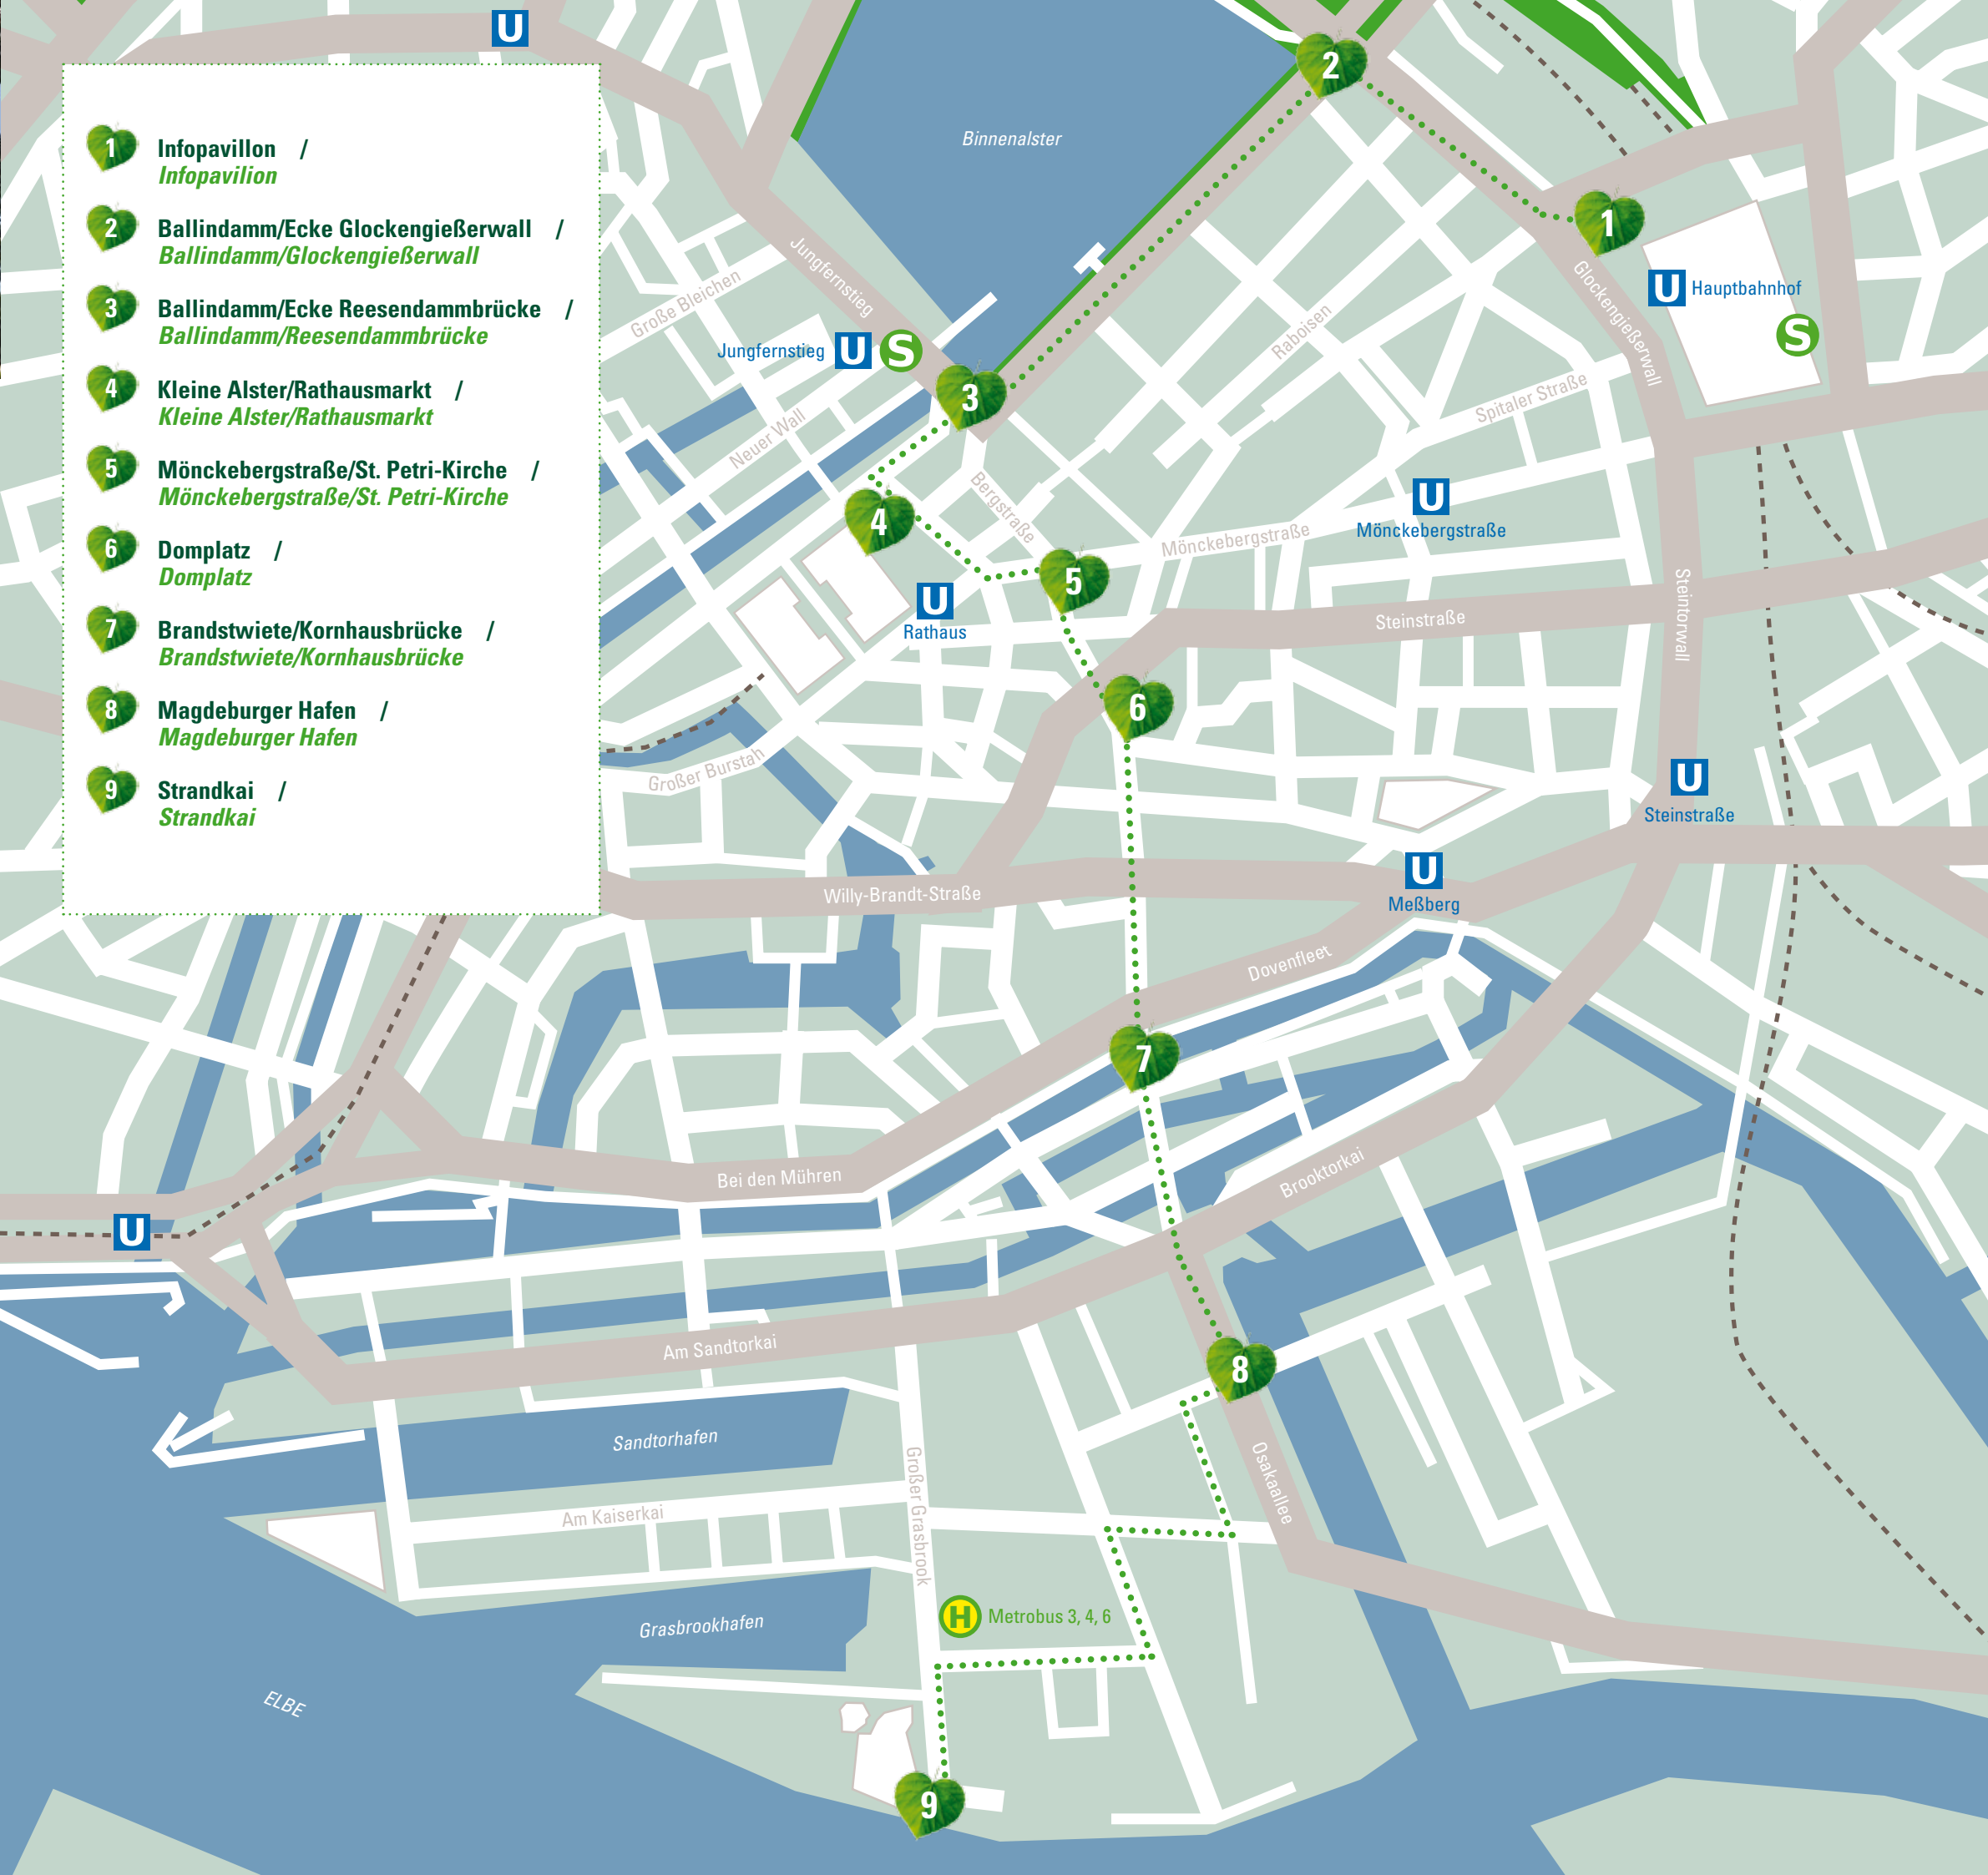 1
Infopavillon /
Infopavilion
2
Ballindamm/Ecke Glockengießerwall /
Ballindamm/Glockengießerwall
3
Ballindamm/Ecke Reesendammbrücke /
Ballindamm/Reesendammbrücke
4
Kleine Alster/Rathausmarkt /
Kleine Alster/Rathausmarkt
5
Mönckebergstraße/St. Petri-Kirche /
Mönckebergstraße/St. Petri-Kirche
6
Domplatz /
Domplatz
7
Brandstwiete/Kornhausbrücke /
Brandstwiete/Kornhausbrücke
8
Magdeburger Hafen /
Magdeburger Hafen
9
Strandkai /
Strandkai
U
2
Binnenalster
1
Jungfernstieg
Glockengießerwall
U Hauptbahnhof
S
Große Bleichen
Raboisen
Jungfernstieg U S
3
Spitaler Straße
Neuer Wall
Bergstraße
4
U
Mönckebergstraße
Mönckebergstraße
5
U
Rathaus
Steinstraße
Steintorwall
6
Großer Burstah
U
Steinstraße
Willy-Brandt-Straße
U
Meßberg
Dovenfleet
7
Bei den Mühren
Brooktorkai
U
Am Sandtorkai
8
Sandtorhafen
Großer Grasbrook
Osakaallee
Am Kaiserkai
Grasbrookhafen
H Metrobus 3, 4, 6
ELBE
9